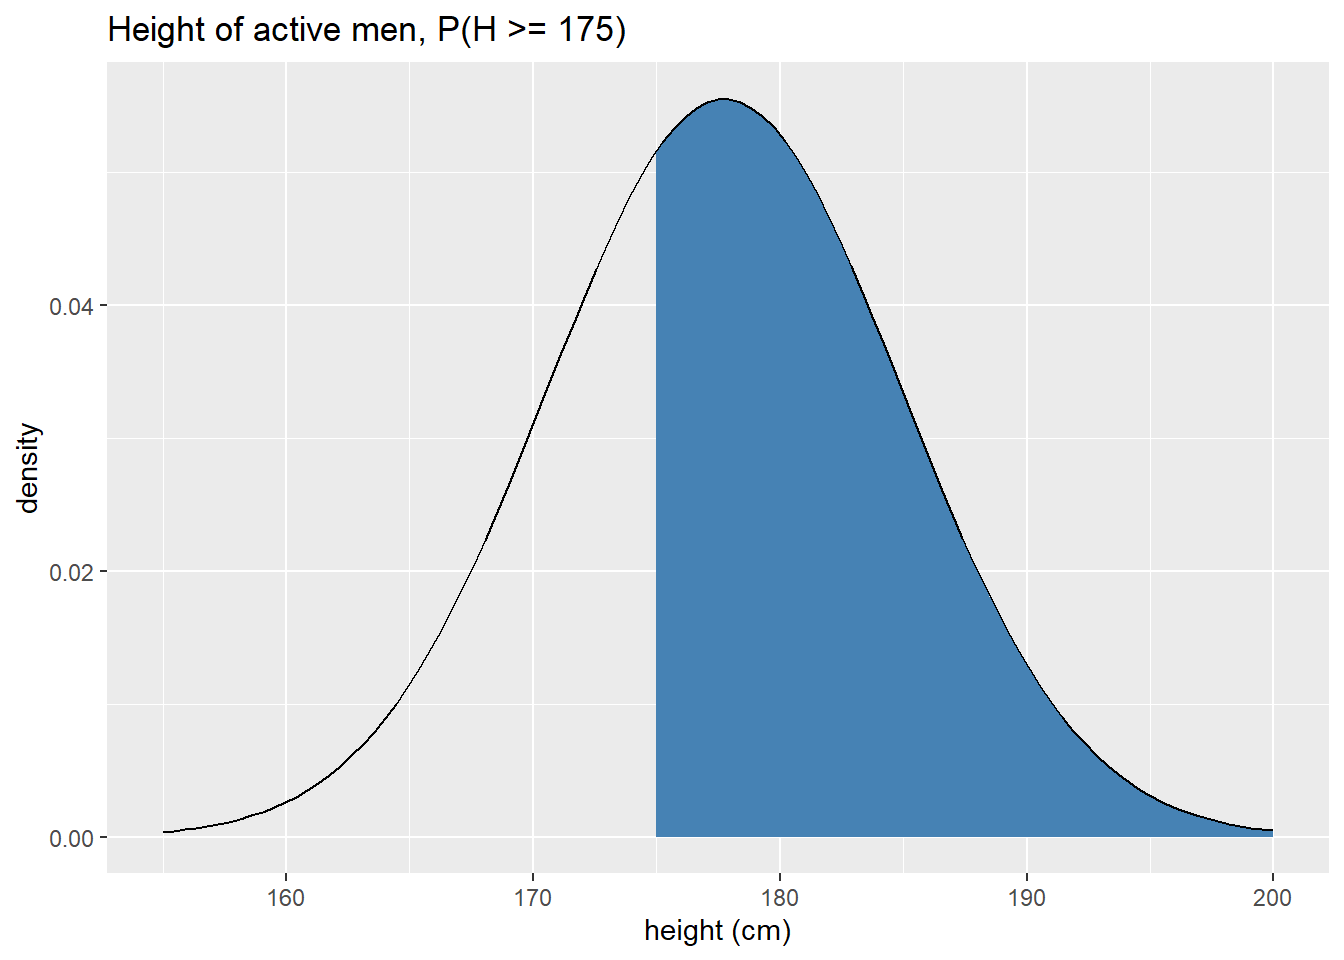 Height of active men, P(H >= 175)
density
0.04
0.02
0.00
160 170 180 190 200
height (cm)